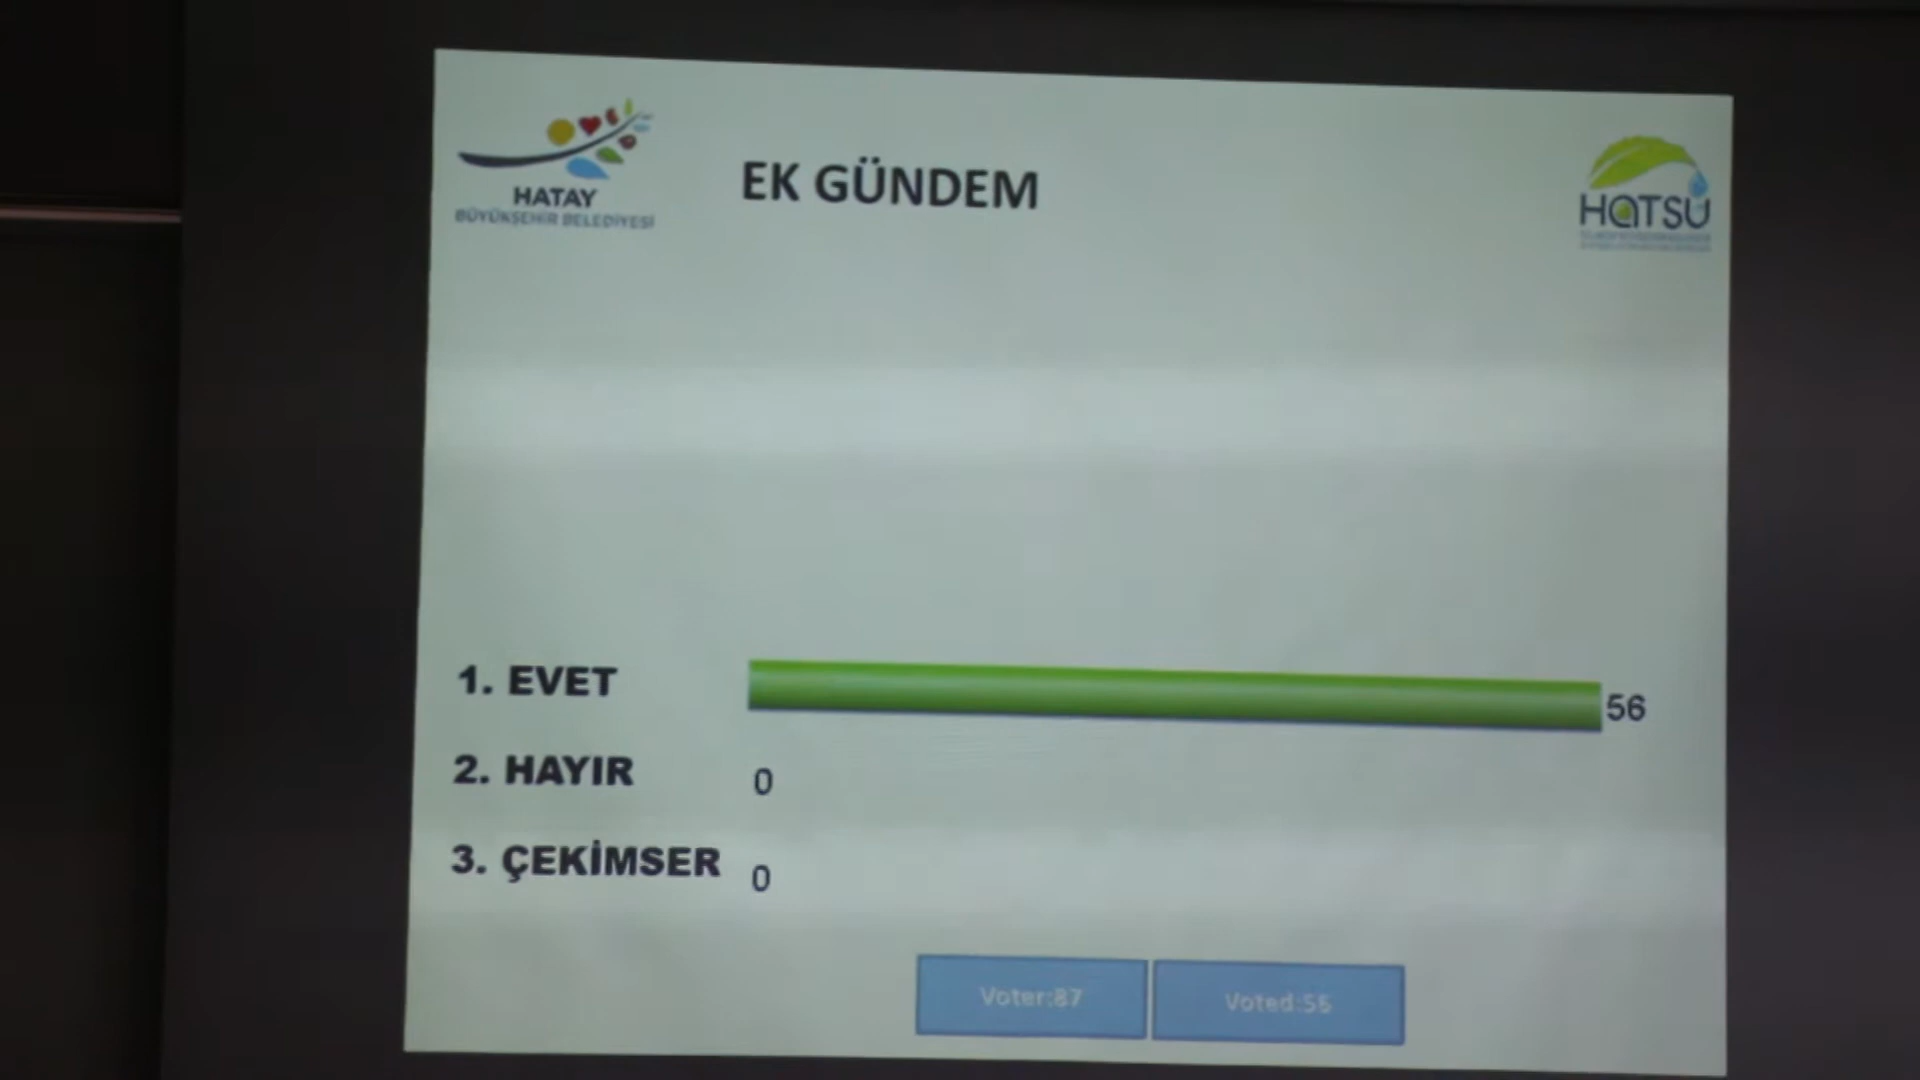 HATAY
BÜYÜKŞEHİR BELEDİYESİ
EK GÜNDEM
HATSU
1. EVET
56
2. HAYIR
0
3. ÇEKİMSER
0
Voter:87
Voted:56